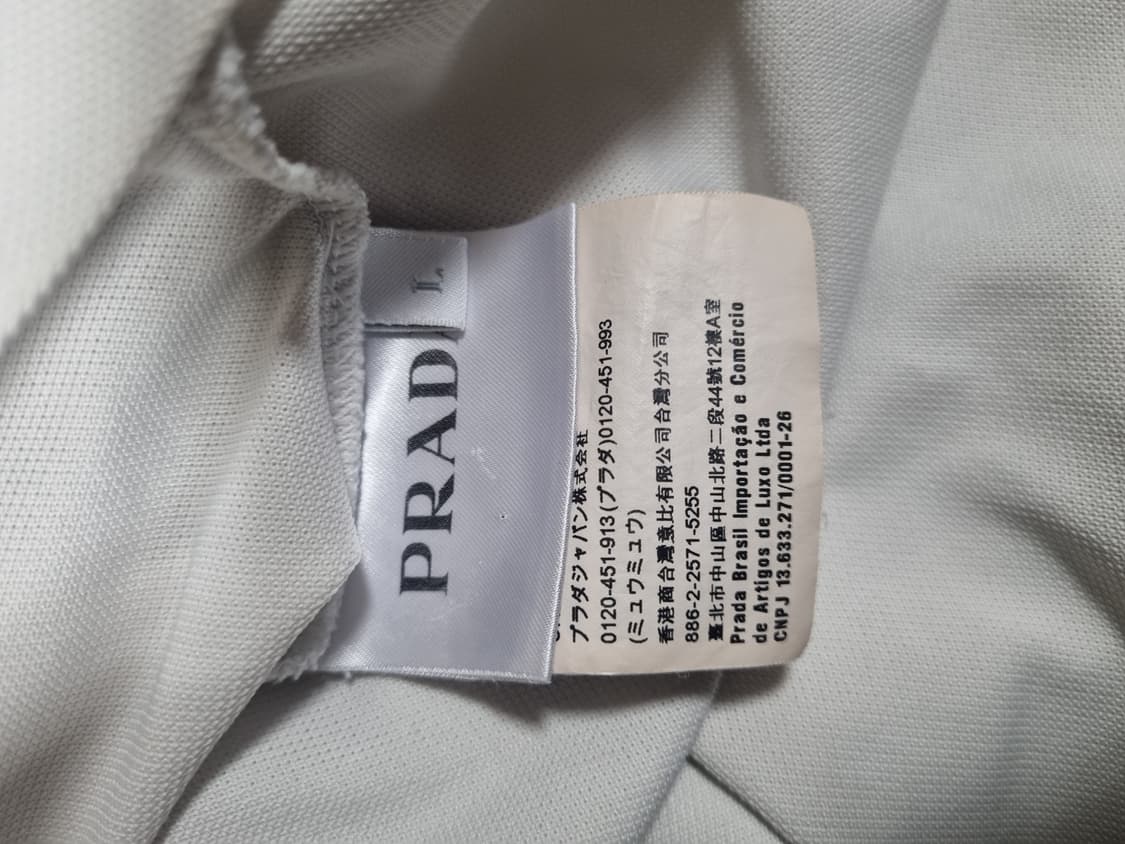 L
PRADA
プラダジャパン株式会社
0120-451-913(プラダ)0120-451-993
(ミュウミュウ)
香港商台灣意比有限公司台灣分公司
886-2-2571-5255
臺北市中山區中山北路二段44號12樓A室
Prada Brasil Importação e Comércio
de Artigos de Luxo Ltda
CNPJ 13.633.271/0001-26